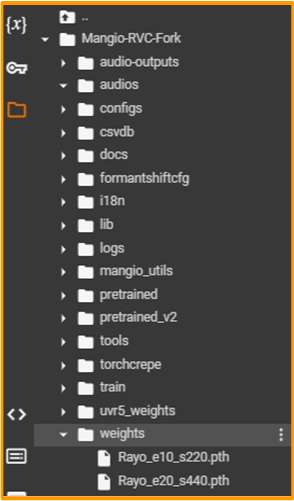 {x}
..
Mangio-RVC-Fork
audio-outputs
audios
configs
csvdb
docs
formantshiftcfg
i18n
lib
logs
mangio_utils
pretrained
pretrained_v2
tools
torchcrepe
train
uvr5_weights
<>
weights
Rayo_e10_s220.pth
Rayo_e20_s440.pth